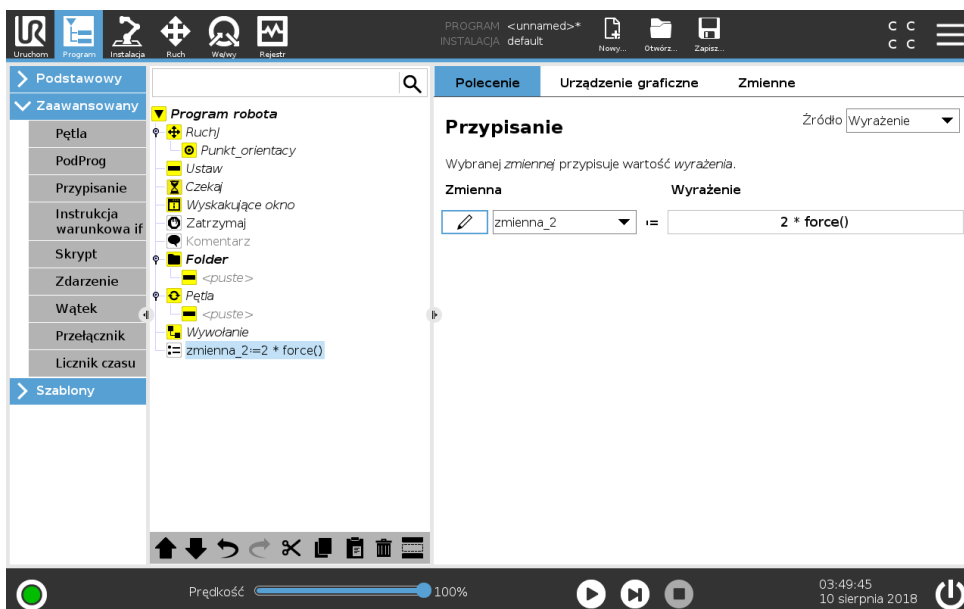 UR
PROGRAM <unnamed>*
INSTALACJA default
Uruchom Program Instalacja Ruch We/wy Rejestr
Nowy... Otwórz... Zapisz...
C C
C C
Podstawowy
Zaawansowany
Pętla
PodProg
Przypisanie
Instrukcja
warunkowa if
Skrypt
Zdarzenie
Wątek
Przełącznik
Licznik czasu
Szablony
Program robota
RuchJ
Punkt_orientacy
Ustaw
Czekaj
Wyskakujące okno
Zatrzymaj
Komentarz
Folder
<puste>
Pętla
<puste>
Wywołanie
zmienna_2:=2 * force()
Polecenie Urządzenie graficzne Zmienne
Przypisanie
Źródło Wyrażenie
Wybranej zmiennej przypisuje wartość wyrażenia.
Zmienna Wyrażenie
zmienna_2 := 2 * force()
Prędkość 100%
03:49:45
10 sierpnia 2018